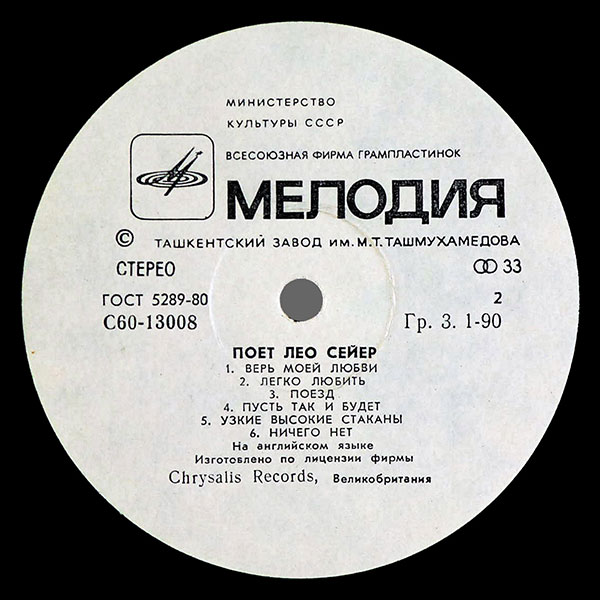 МИНИСТЕРСТВО
КУЛЬТУРЫ СССР
ВСЕСОЮЗНАЯ ФИРМА ГРАМПЛАСТИНОК
МЕЛОДИЯ
© ТАШКЕНТСКИЙ ЗАВОД ИМ. М.Т. ТАШМУХАМЕДОВА
СТЕРЕО 33
ГОСТ 5289-80 2
С60-13008 Гр. 3. 1-90
ПОЕТ ЛЕО СЕЙЕР
1. ВЕРЬ МОЕЙ ЛЮБВИ
2. ЛЕГКО ЛЮБИТЬ
3. ПОЕЗД
4. ПУСТЬ ТАК И БУДЕТ
5. УЗКИЕ ВЫСОКИЕ СТАКАНЫ
6. НИЧЕГО НЕТ
На английском языке
Изготовлено по лицензии фирмы
Chrysalis Records, Великобритания